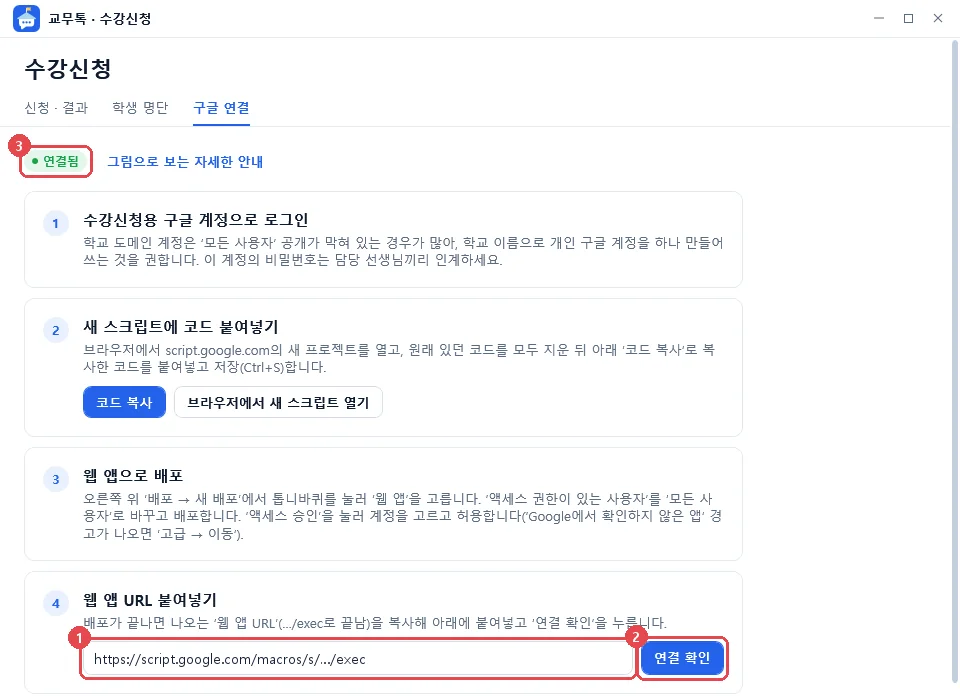 교무톡 · 수강신청
수강신청
신청 · 결과 학생 명단 구글 연결
3
연결됨 그림으로 보는 자세한 안내
1 수강신청용 구글 계정으로 로그인
학교 도메인 계정은 '모든 사용자' 공개가 막혀 있는 경우가 많아, 학교 이름으로 개인 구글 계정을 하나 만들어
쓰는 것을 권합니다. 이 계정의 비밀번호는 담당 선생님끼리 인계하세요.
2 새 스크립트에 코드 붙여넣기
브라우저에서 script.google.com의 새 프로젝트를 열고, 원래 있던 코드를 모두 지운 뒤 아래 '코드 복사'로 복
사한 코드를 붙여넣고 저장(Ctrl+S)합니다.
코드 복사 브라우저에서 새 스크립트 열기
3 웹 앱으로 배포
오른쪽 위 '배포 → 새 배포'에서 톱니바퀴를 눌러 '웹 앱'을 고릅니다. '액세스 권한이 있는 사용자'를 '모든 사
용자'로 바꾸고 배포합니다. '액세스 승인'을 눌러 계정을 고르고 허용합니다('Google에서 확인하지 않은 앱' 경
고가 나오면 '고급 → 이동').
4 웹 앱 URL 붙여넣기
배포가 끝나면 나오는 '웹 앱 URL'(.../exec로 끝남)을 복사해 아래에 붙여넣고 '연결 확인'을 누릅니다.
1 2
https://script.google.com/macros/s/.../exec 연결 확인